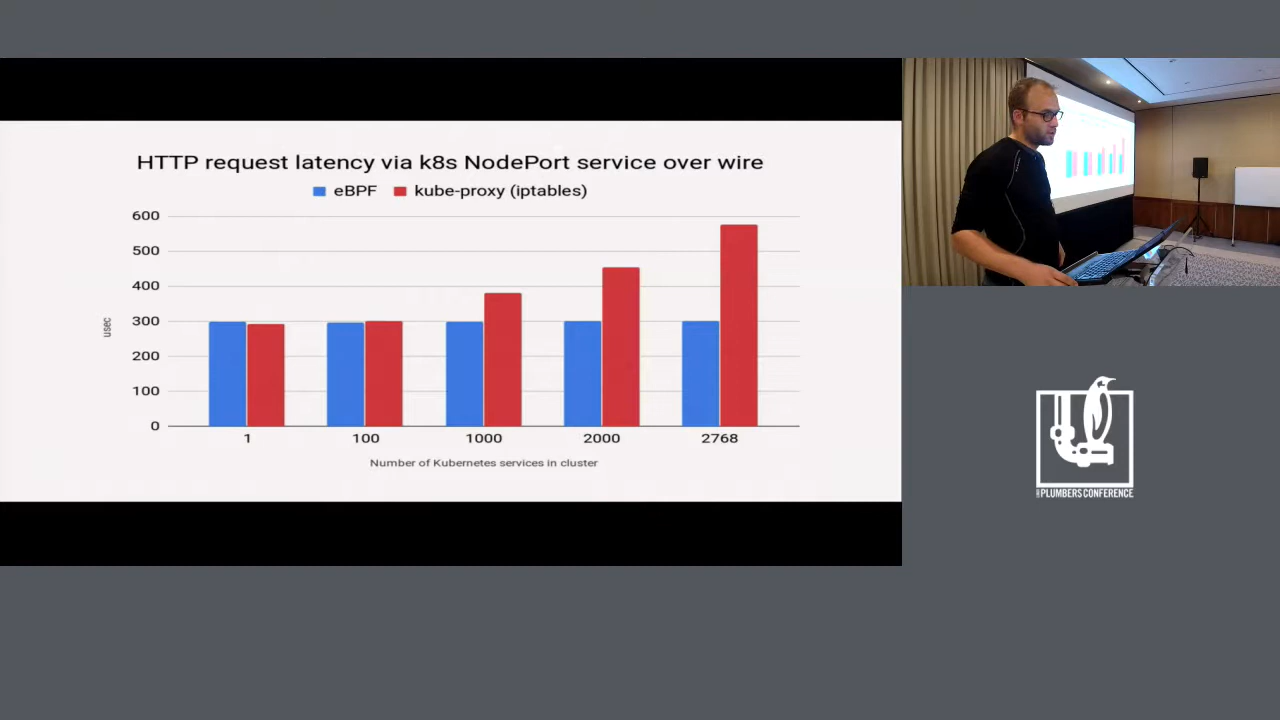 HTTP request latency via k8s NodePort service over wire
eBPF kube-proxy (iptables)
600
500
400
300
200
100
0
usec
1 100 1000 2000 2768
Number of Kubernetes services in cluster
PLUMBERS CONFERENCE